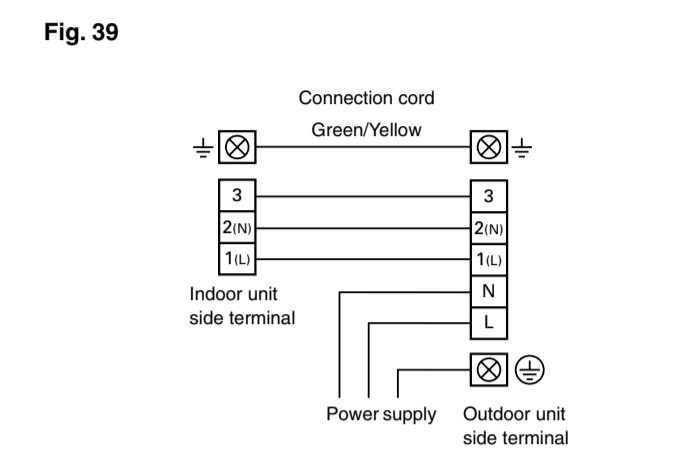 Fig. 39
Connection cord
Green/Yellow
3 3
2(N) 2(N)
1(L) 1(L)
N
Indoor unit
side terminal
L
Power supply
Outdoor unit
side terminal